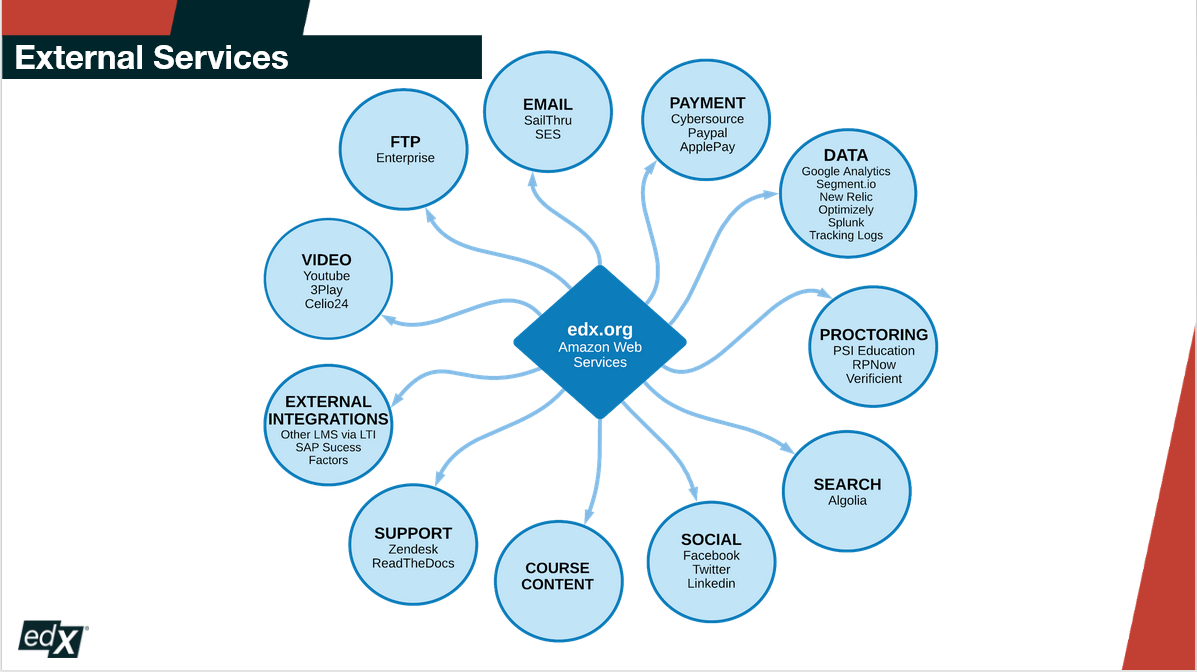 External Services
EMAIL
SailThru
SES
PAYMENT
Cybersource
Paypal
ApplePay
FTP
Enterprise
DATA
Google Analytics
Segment.io
New Relic
Optimizely
Splunk
Tracking Logs
VIDEO
Youtube
3Play
Celio24
edx.org
Amazon Web
Services
PROCTORING
PSI Education
RPNow
Verificient
EXTERNAL
INTEGRATIONS
Other LMS via LTI
SAP Sucess
Factors
SEARCH
Algolia
SUPPORT
Zendesk
ReadTheDocs
COURSE
CONTENT
SOCIAL
Facebook
Twitter
Linkedin
edX®